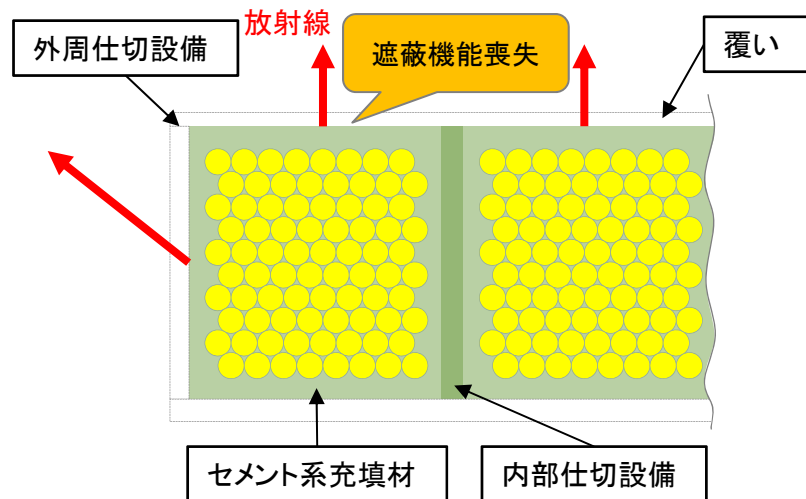 放射線
外周仕切設備
遮蔽機能喪失
覆い
セメント系充填材
内部仕切設備